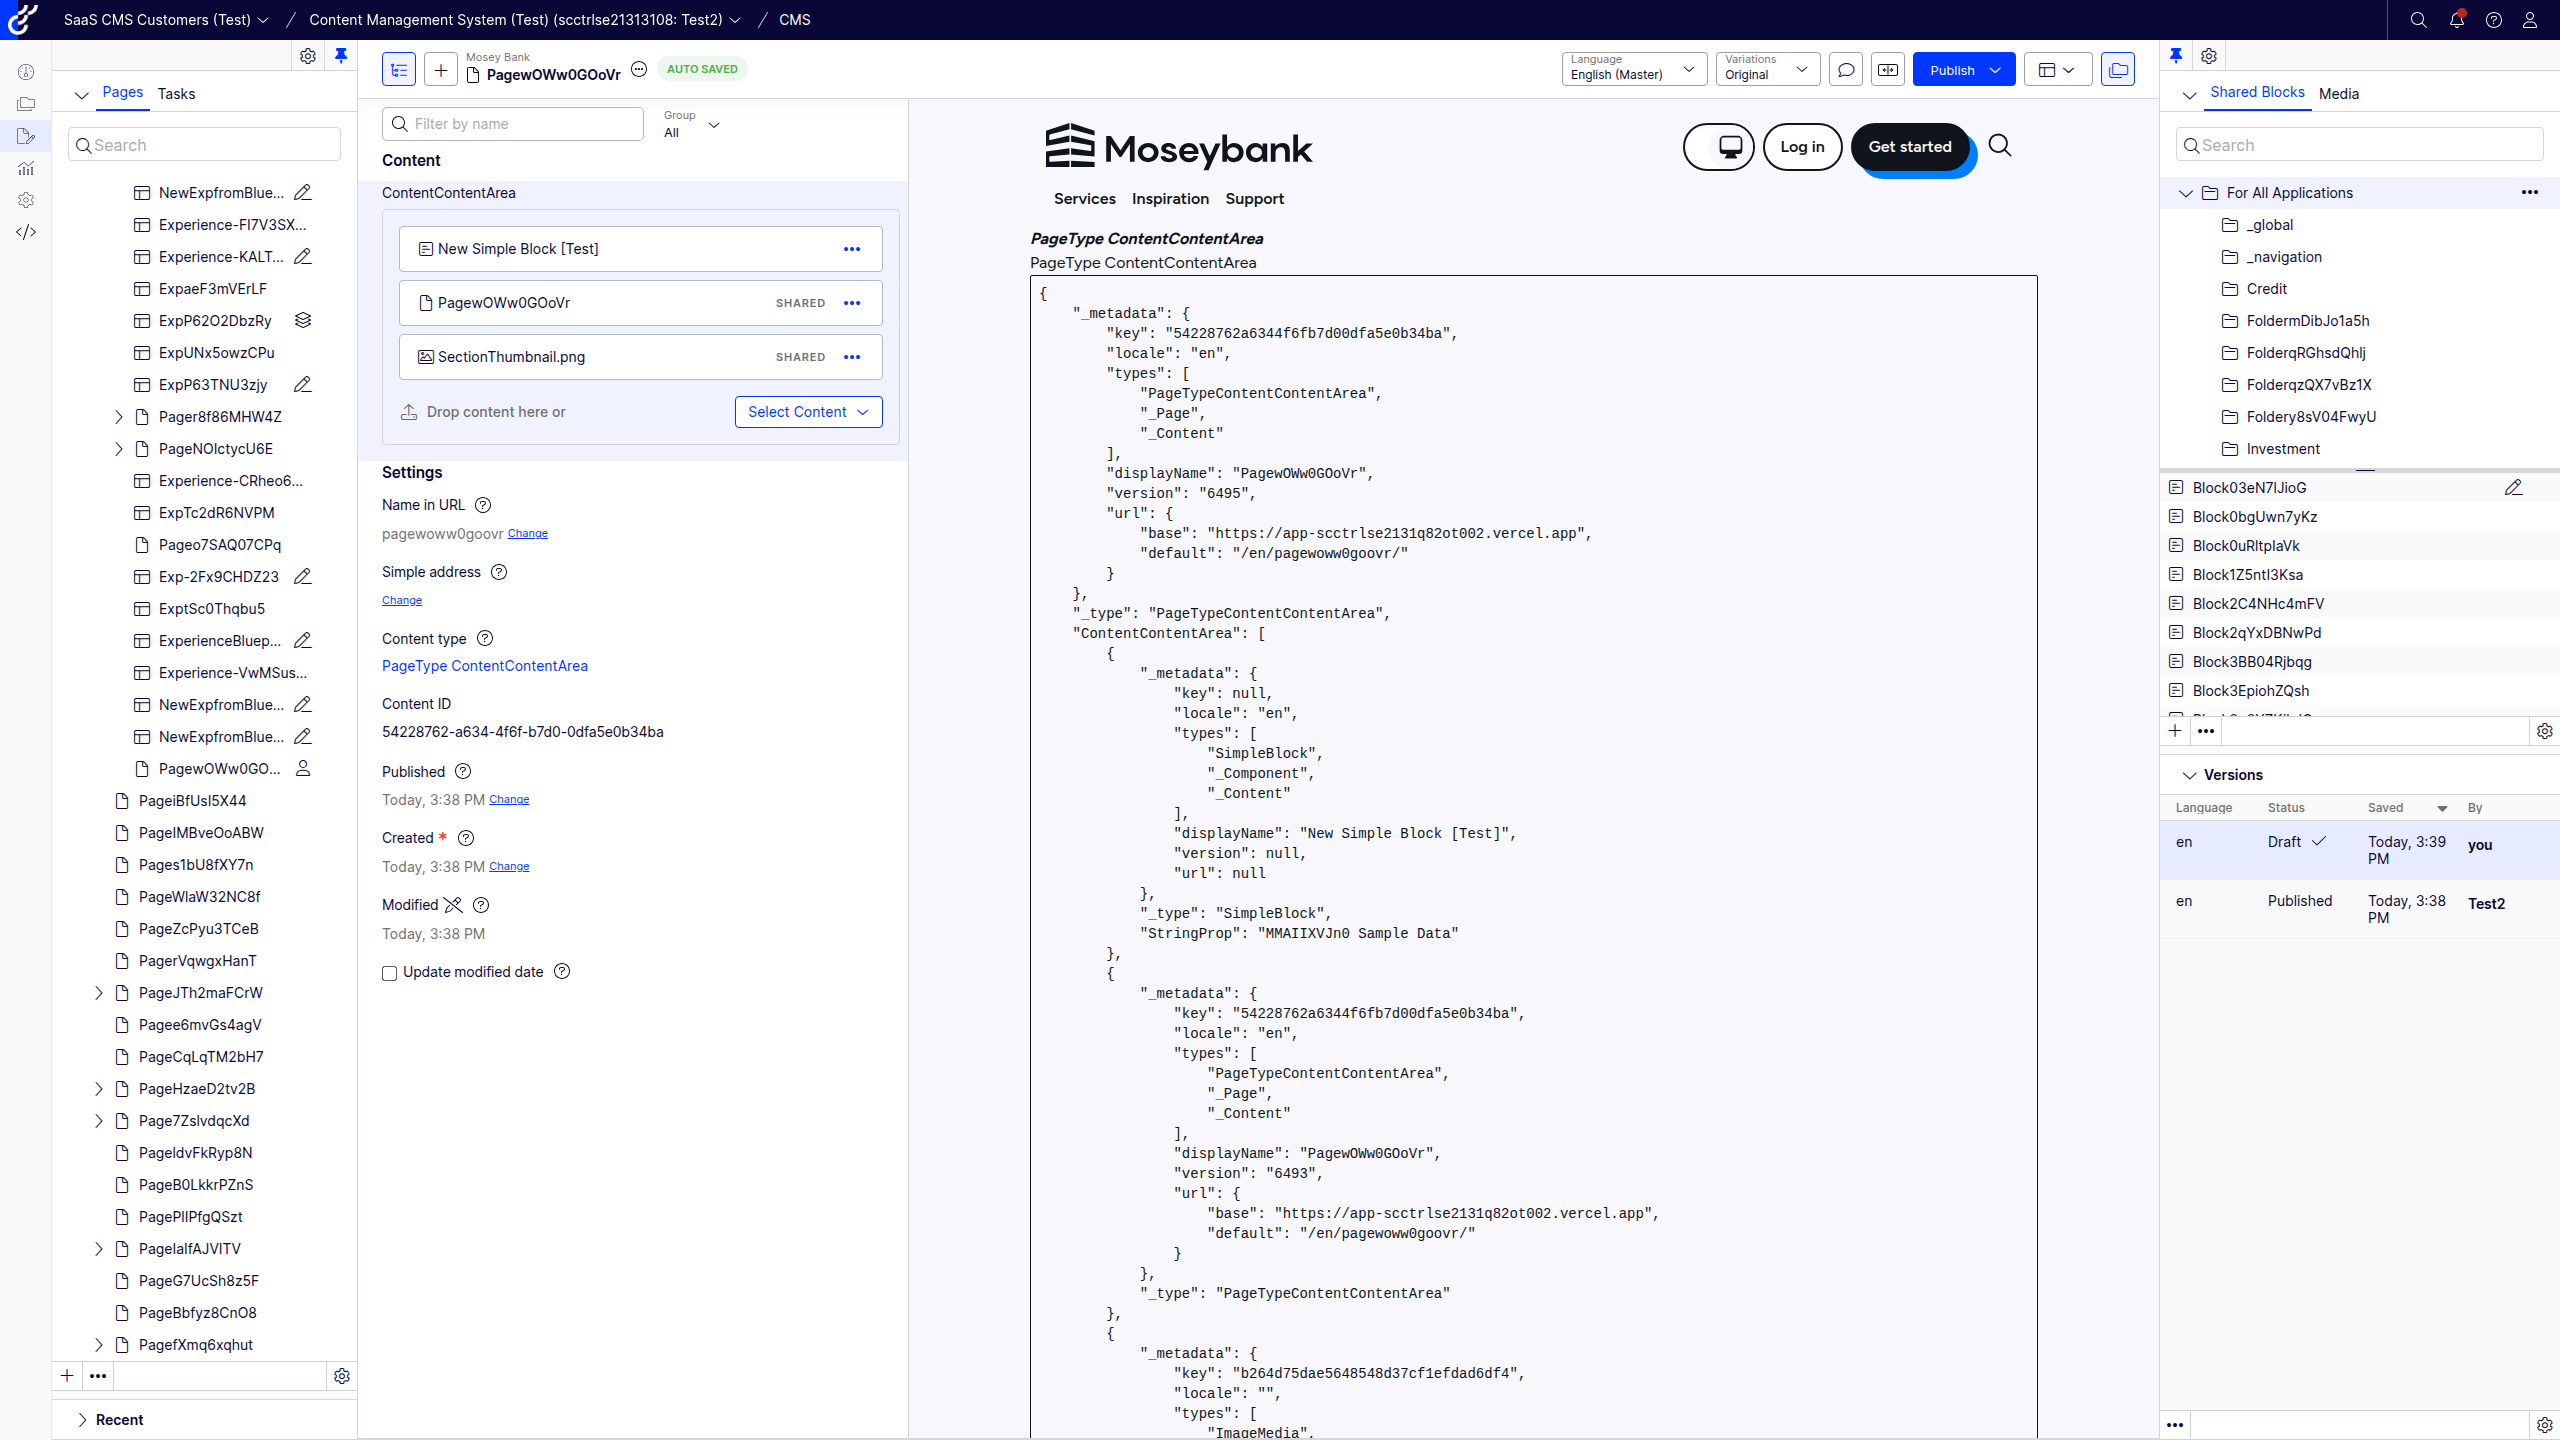 SaaS CMS Customers (Test) / Content Management System (Test) (scctrlse21313108: Test2) / CMS
Pages Tasks
Search
NewExpfromBlue...
Experience-FI7V3SX...
Experience-KALT...
ExpaeF3mVErLF
ExpP62O2DbzRy
ExpUNx5owzCPu
ExpP63TNU3zjy
Pager8f86MHW4Z
PageNOIctycU6E
Experience-CRheo6...
ExpTc2dR6NVPM
Pageo7SAQ07CPq
Exp-2Fx9CHDZ23
ExptSc0Thqbu5
ExperienceBluep...
Experience-VwMSus...
NewExpfromBlue...
NewExpfromBlue...
PagewOWw0GO...
PageiBfUsI5X44
PageIMBveOoABW
Pages1bU8fXY7n
PageWlaW32NC8f
PageZcPyu3TCeB
PagerVqwgxHanT
PageJTh2maFCrW
Pagee6mvGs4agV
PageCqLqTM2bH7
PageHzaeD2tv2B
Page7ZslvdqcXd
PageldvFkRyp8N
PageB0LkkrPZnS
PagePIlPfgQSzt
PagelalfAJVITV
PageG7UcSh8z5F
PageBbfyz8CnO8
PagefXmq6xqhut
Recent
Mosey Bank
PagewOWw0GOoVr
AUTO SAVED
Language
English (Master)
Variations
Original
Publish
Filter by name
Group
All
Content
ContentContentArea
New Simple Block [Test]
PagewOWw0GOoVr SHARED
SectionThumbnail.png SHARED
Drop content here or Select Content
Settings
Name in URL
pagewoww0goovr Change
Simple address
Change
Content type
PageType ContentContentArea
Content ID
54228762-a634-4f6f-b7d0-0dfa5e0b34ba
Published
Today, 3:38 PM Change
Created *
Today, 3:38 PM Change
Modified
Today, 3:38 PM
Update modified date
Moseybank
Log in
Get started
Services Inspiration Support
PageType ContentContentArea
PageType ContentContentArea
{
"_metadata": {
"key": "54228762a6344f6fb7d00dfa5e0b34ba",
"locale": "en",
"types": [
"PageTypeContentContentArea",
"_Page",
"_Content"
],
"displayName": "PagewOWw0GOoVr",
"version": "6495",
"url": {
"base": "https://app-scctrlse2131q82ot002.vercel.app",
"default": "/en/pagewoww0goovr/"
}
},
"_type": "PageTypeContentContentArea",
"ContentContentArea": [
{
"_metadata": {
"key": null,
"locale": "en",
"types": [
"SimpleBlock",
"_Component",
"_Content"
],
"displayName": "New Simple Block [Test]",
"version": null,
"url": null
},
"_type": "SimpleBlock",
"StringProp": "MMAIIXVJn0 Sample Data"
},
{
"_metadata": {
"key": "54228762a6344f6fb7d00dfa5e0b34ba",
"locale": "en",
"types": [
"PageTypeContentContentArea",
"_Page",
"_Content"
],
"displayName": "PagewOWw0GOoVr",
"version": "6493",
"url": {
"base": "https://app-scctrlse2131q82ot002.vercel.app",
"default": "/en/pagewoww0goovr/"
}
},
"_type": "PageTypeContentContentArea"
},
{
"_metadata": {
"key": "b264d75dae5648548d37cf1efdad6df4",
"locale": "",
"types": [
"ImageMedia",
Shared Blocks Media
Search
For All Applications
_global
_navigation
Credit
FoldermDibJo1a5h
FolderqRGhsdQhlj
FolderqzQX7vBz1X
Foldery8sV04FwyU
Investment
Block03eN7lJioG
Block0bgUwn7yKz
Block0uRltplaVk
Block1Z5ntI3Ksa
Block2C4NHc4mFV
Block2qYxDBNwPd
Block3BB04Rjbqg
Block3EpiohZQsh
Versions
Language Status Saved By
en Draft Today, 3:39 PM you
en Published Today, 3:38 PM Test2